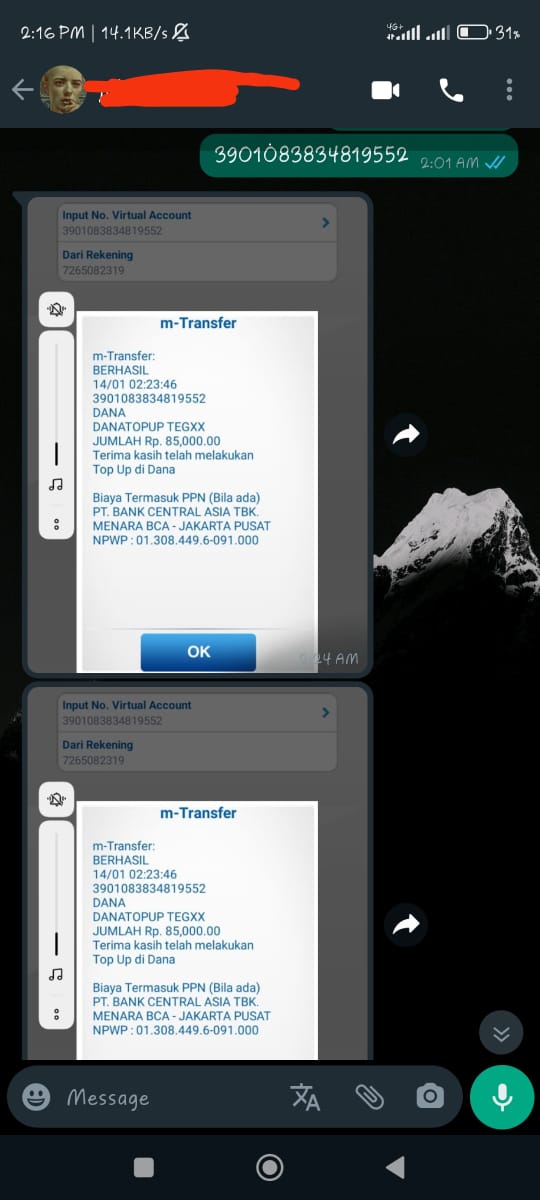 2:16 PM | 14.1KB/s
4G+
31%
3901083834819552
2:01 AM
Input No. Virtual Account
3901083834819552
Dari Rekening
7265082319
m-Transfer
m-Transfer:
BERHASIL
14/01 02:23:46
3901083834819552
DANA
DANATOPUP TEGXX
JUMLAH Rp. 85,000.00
Terima kasih telah melakukan
Top Up di Dana
Biaya Termasuk PPN (Bila ada)
PT. BANK CENTRAL ASIA TBK.
MENARA BCA - JAKARTA PUSAT
NPWP : 01.308.449.6-091.000
OK
AM
Input No. Virtual Account
3901083834819552
Dari Rekening
7265082319
m-Transfer
m-Transfer:
BERHASIL
14/01 02:23:46
3901083834819552
DANA
DANATOPUP TEGXX
JUMLAH Rp. 85,000.00
Terima kasih telah melakukan
Top Up di Dana
Biaya Termasuk PPN (Bila ada)
PT. BANK CENTRAL ASIA TBK.
MENARA BCA - JAKARTA PUSAT
NPWP : 01.308.449.6-091.000
Message